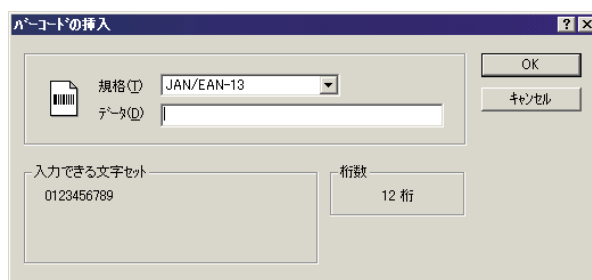 バーコードの挿入
規格(T) JAN/EAN-13
データ(D)
OK
キャンセル
入力できる文字セット
0123456789
桁数
12 桁